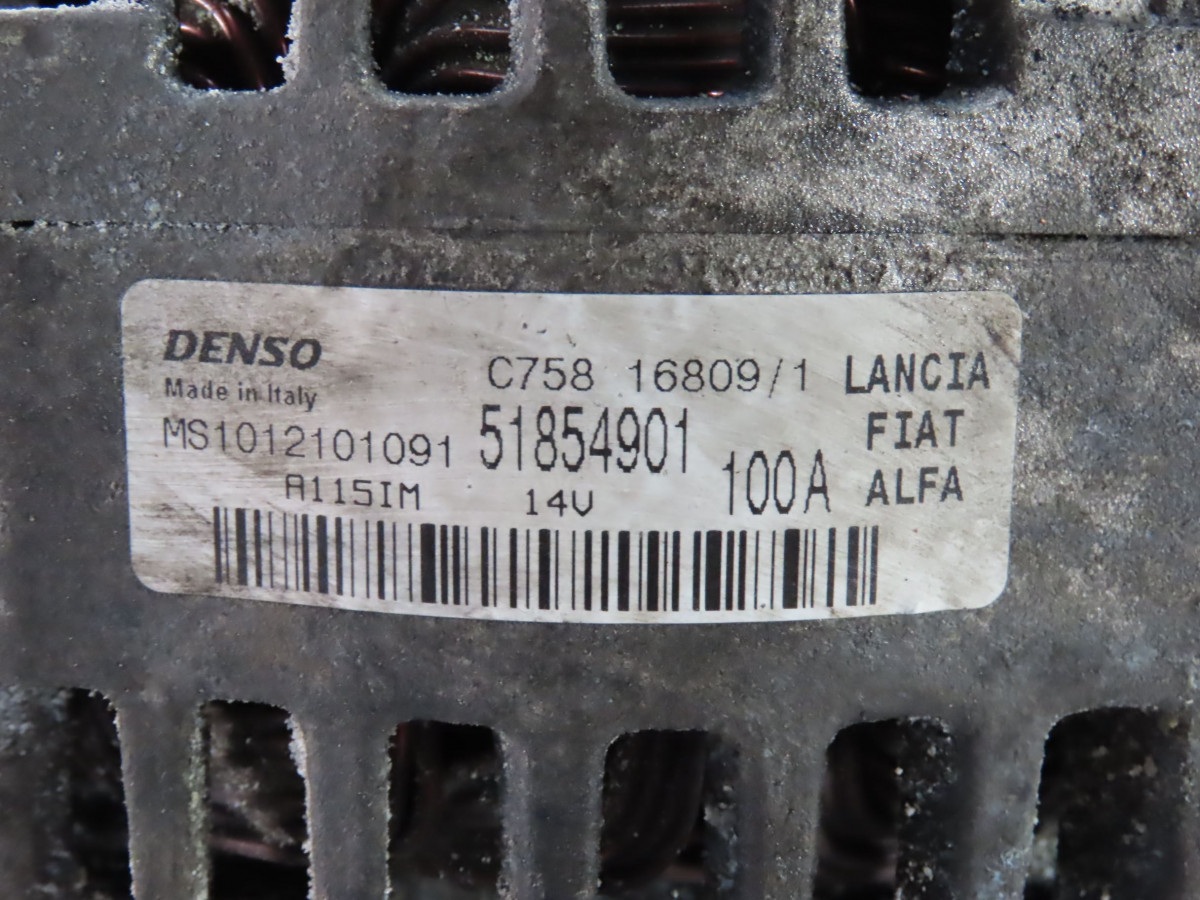 DENSO
Made in Italy
C758 16809/1 LANCIA
MS1012101091 51854901 FIAT
A115IM 14V 100A ALFA